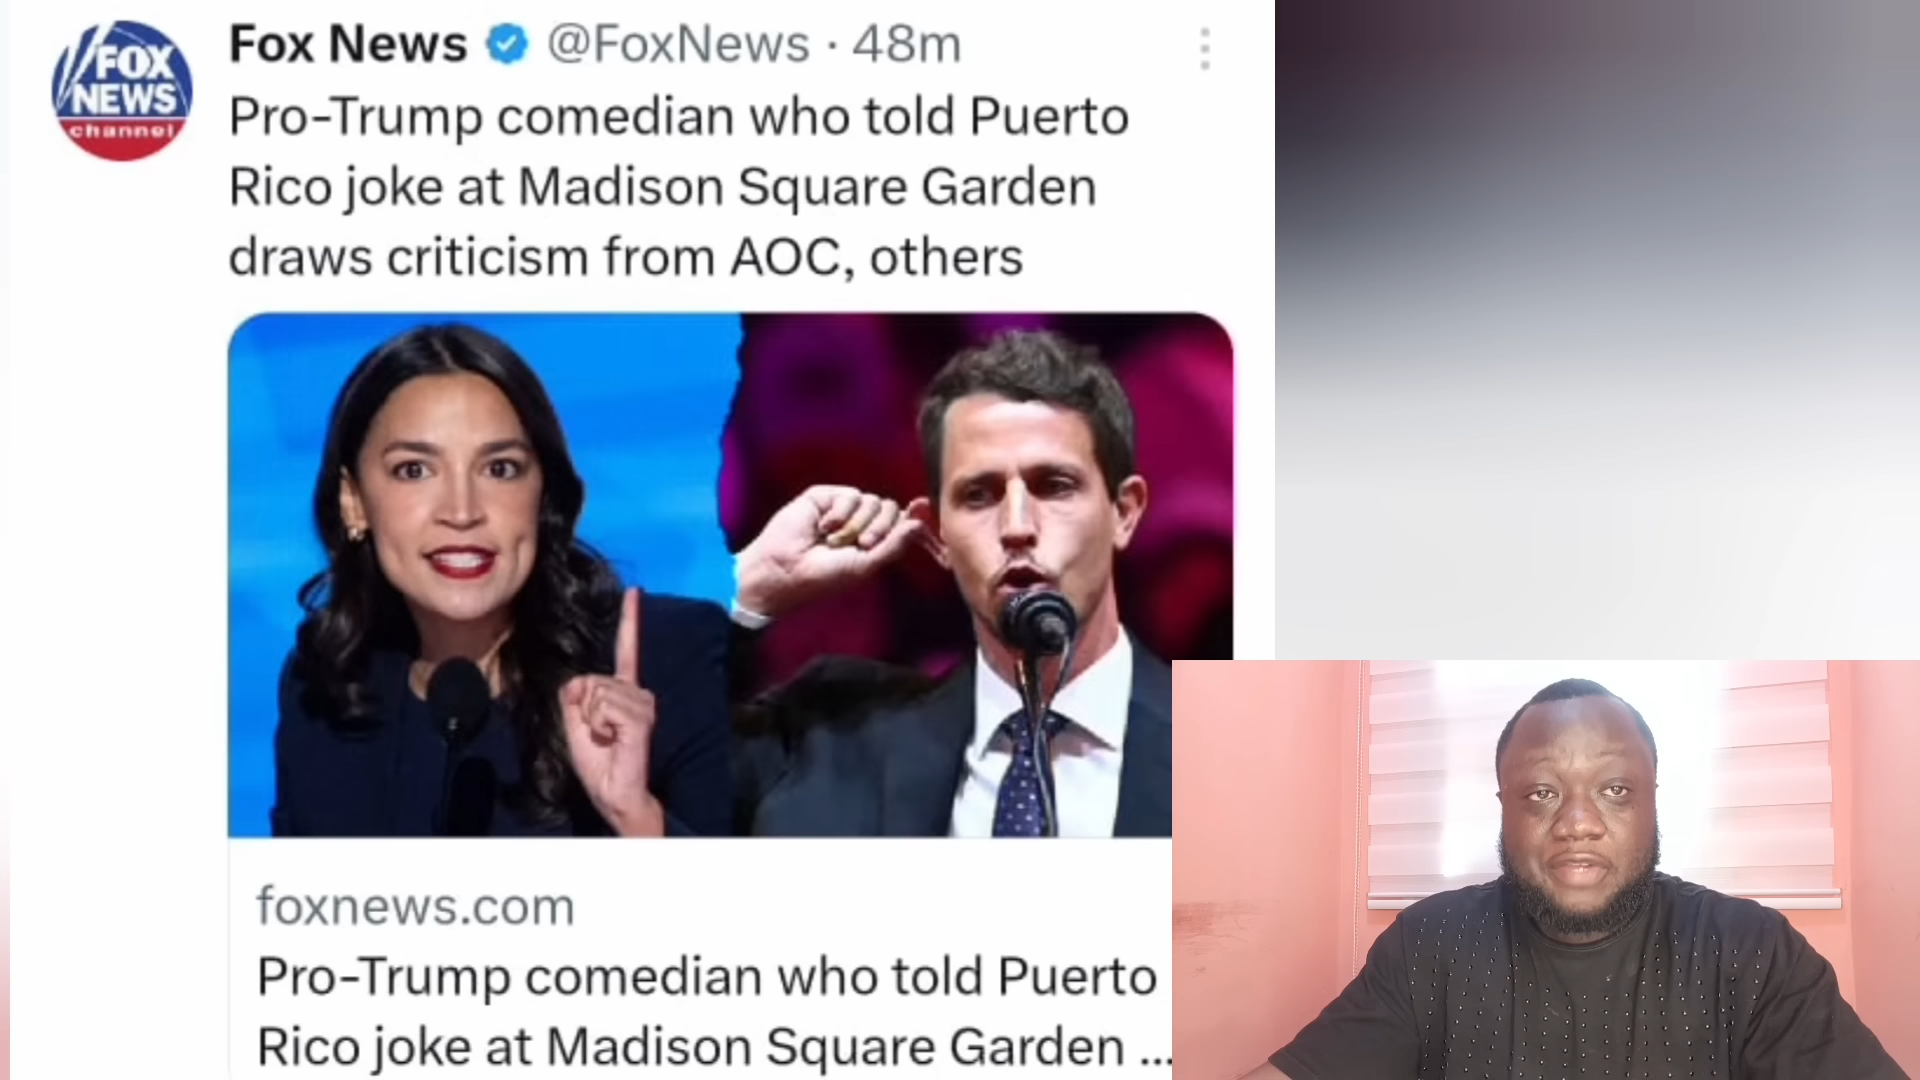 FOX
NEWS
channel
Fox News @FoxNews · 48m
Pro-Trump comedian who told Puerto
Rico joke at Madison Square Garden
draws criticism from AOC, others
foxnews.com
Pro-Trump comedian who told Puerto
Rico joke at Madison Square Garden ...